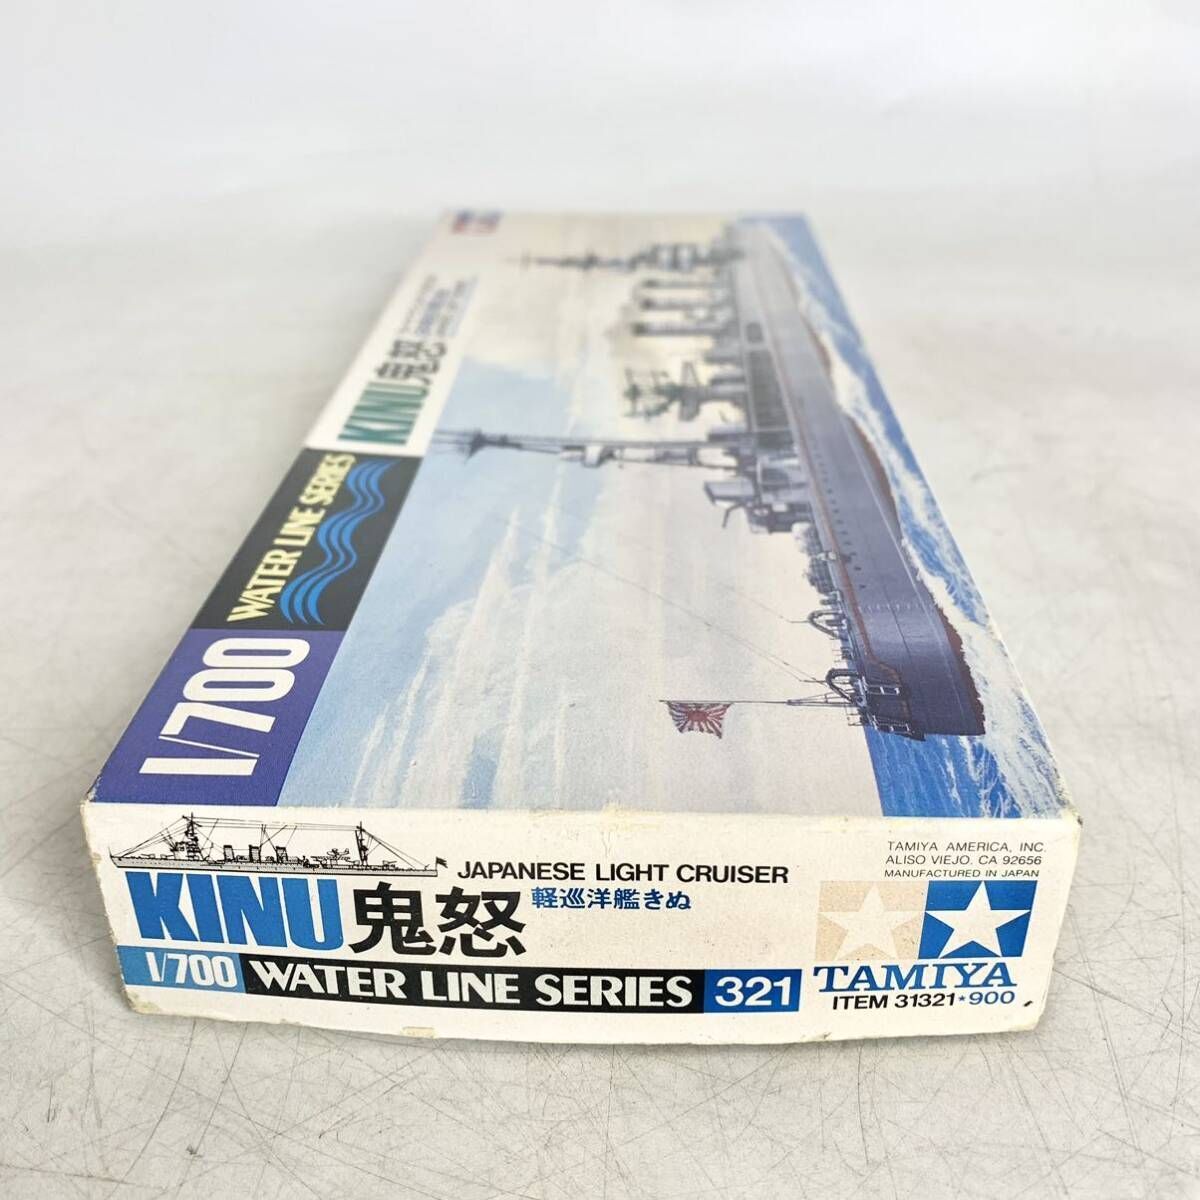 KINU鬼怒
WATER LINE SERIES
1/700
JAPANESE LIGHT CRUISER
KINU鬼怒
軽巡洋艦きぬ
1/700 WATER LINE SERIES 321
TAMIYA AMERICA, INC.
ALISO VIEJO. CA 92656
MANUFACTURED IN JAPAN
TAMIYA
ITEM 31321★900